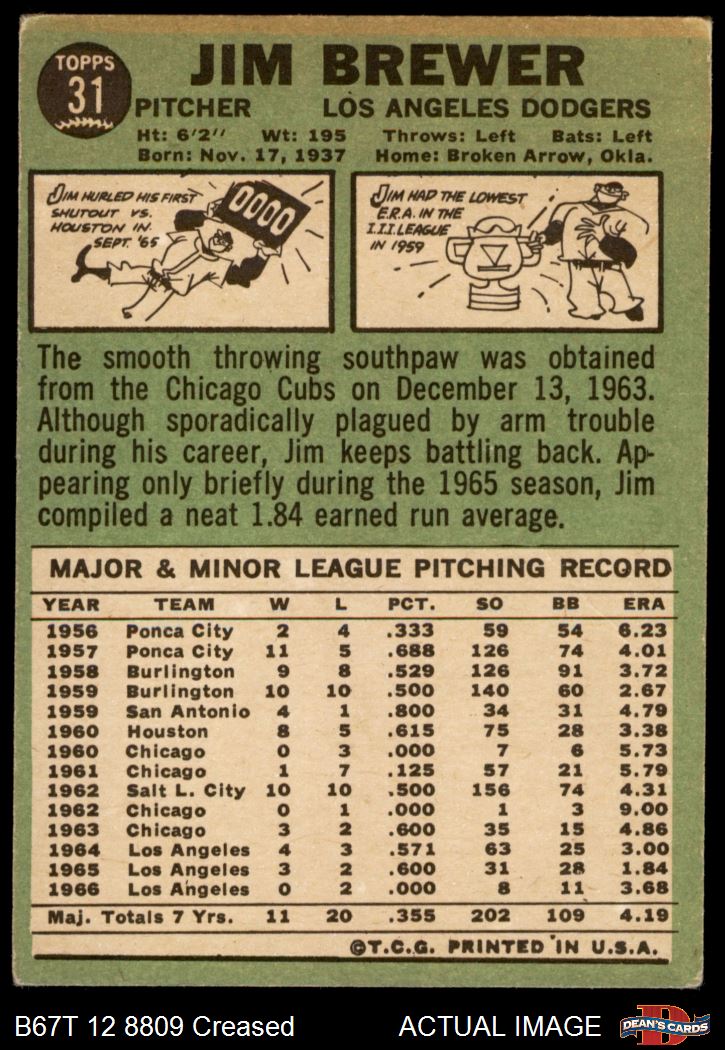 TOPPS
31
JIM BREWER
PITCHER LOS ANGELES DODGERS
Ht: 6'2" Wt: 195 Throws: Left Bats: Left
Born: Nov. 17, 1937 Home: Broken Arrow, Okla.
JIM HURLED HIS FIRST
SHUTOUT VS.
HOUSTON IN
SEPT. '65
0000
JIM HAD THE LOWEST
E.R.A. IN THE
I.I.I. LEAGUE
IN 1959
The smooth throwing southpaw was obtained
from the Chicago Cubs on December 13, 1963.
Although sporadically plagued by arm trouble
during his career, Jim keeps battling back. Ap-
pearing only briefly during the 1965 season, Jim
compiled a neat 1.84 earned run average.
MAJOR & MINOR LEAGUE PITCHING RECORD
YEAR TEAM W L PCT. SO BB ERA
1956 Ponca City 2 4 .333 59 54 6.23
1957 Ponca City 11 5 .688 126 74 4.01
1958 Burlington 9 8 .529 126 91 3.72
1959 Burlington 10 10 .500 140 60 2.67
1959 San Antonio 4 1 .800 34 31 4.79
1960 Houston 8 5 .615 75 28 3.38
1960 Chicago 0 3 .000 7 6 5.73
1961 Chicago 1 7 .125 57 21 5.79
1962 Salt L. City 10 10 .500 156 74 4.31
1962 Chicago 0 1 .000 1 3 9.00
1963 Chicago 3 2 .600 35 15 4.86
1964 Los Angeles 4 3 .571 63 25 3.00
1965 Los Angeles 3 2 .600 31 28 1.84
1966 Los Angeles 0 2 .000 8 11 3.68
Maj. Totals 7 Yrs. 11 20 .355 202 109 4.19
©T.C.G. PRINTED IN U.S.A.
B67T 12 8809 Creased ACTUAL IMAGE
D
DEAN'S CARDS